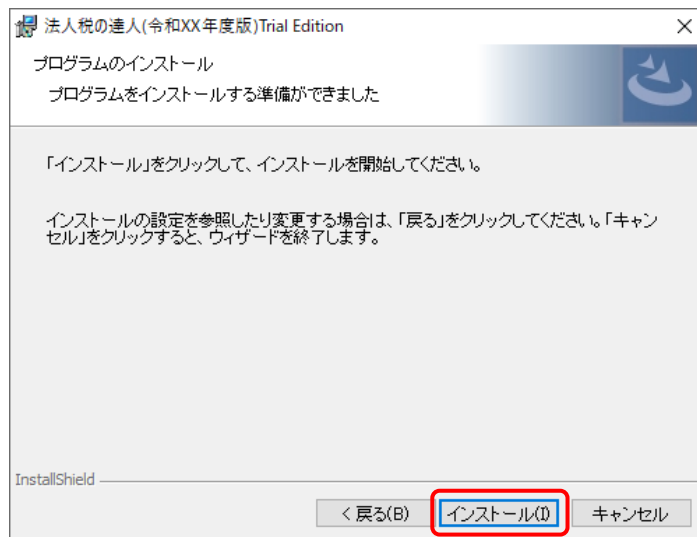 法人税の達人(令和XX年度版)Trial Edition
プログラムのインストール
プログラムをインストールする準備ができました
「インストール」をクリックして、インストールを開始してください。
インストールの設定を参照したり変更する場合は、「戻る」をクリックしてください。「キャン
セル」をクリックすると、ウィザードを終了します。
InstallShield
< 戻る(B)
インストール(I)
キャンセル